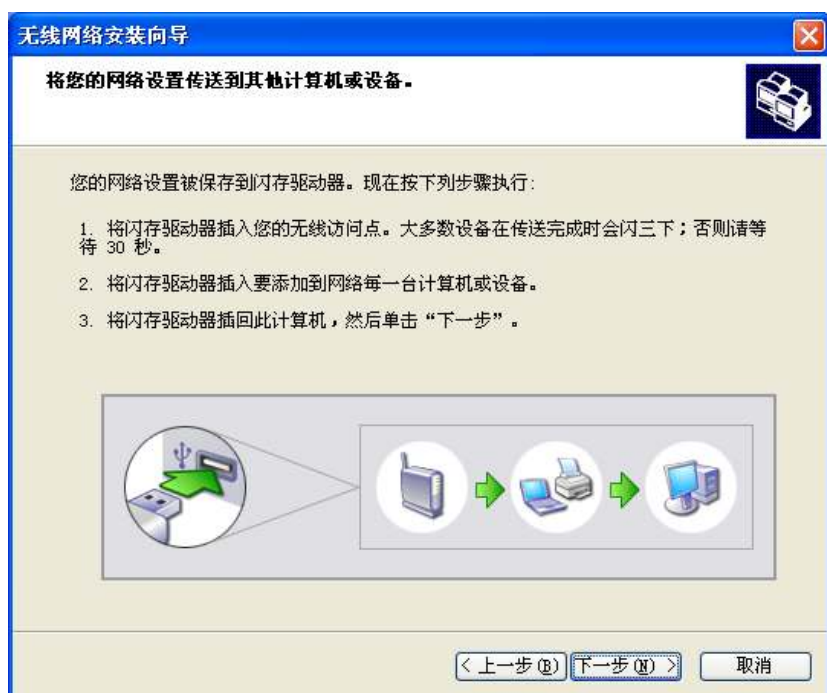 无线网络安装向导
将您的网络设置传送到其他计算机或设备。
您的网络设置被保存到闪存驱动器。现在按下列步骤执行:
1. 将闪存驱动器插入您的无线访问点。大多数设备在传送完成时会闪三下;否则请等
待 30 秒。
2. 将闪存驱动器插入要添加到网络每一台计算机或设备。
3. 将闪存驱动器插回此计算机,然后单击“下一步”。
< 上一步(B) 下一步(N) > 取消